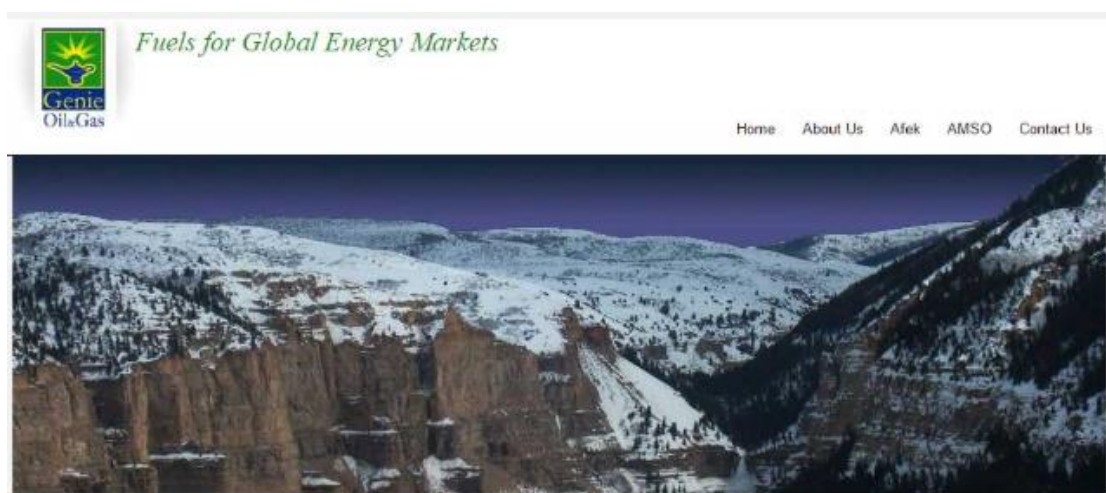 Fuels for Global Energy Markets
Genie
Oil&Gas
Home About Us Afek AMSO Contact Us